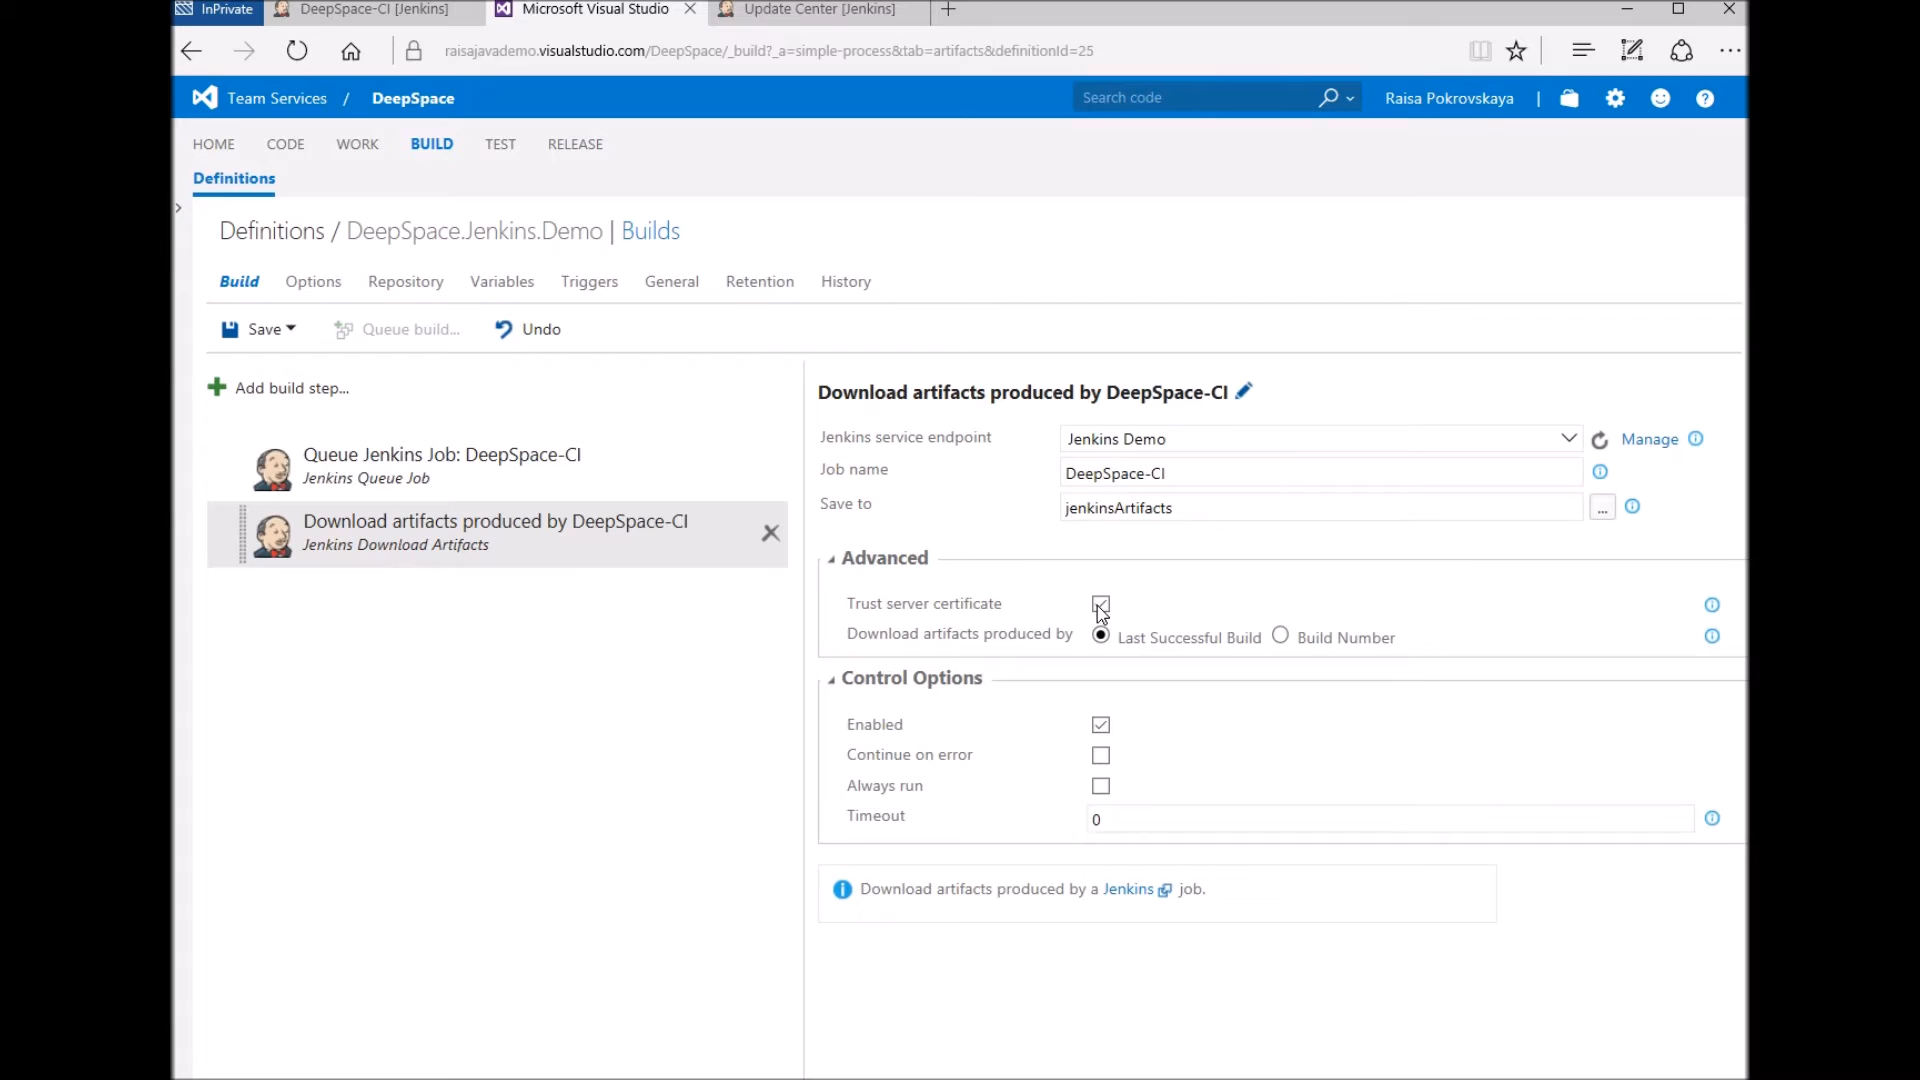 InPrivate DeepSpace-CI [Jenkins] Microsoft Visual Studio Update Center [Jenkins]
raisajavademo.visualstudio.com/DeepSpace/_build?_a=simple-process&tab=artifacts&definitionId=25
Team Services / DeepSpace Search code Raisa Pokrovskaya |
HOME CODE WORK BUILD TEST RELEASE
Definitions
Definitions / DeepSpace.Jenkins.Demo | Builds
Build Options Repository Variables Triggers General Retention History
Save Queue build... Undo
Add build step...
Queue Jenkins Job: DeepSpace-CI
Jenkins Queue Job
Download artifacts produced by DeepSpace-CI
Jenkins Download Artifacts
Download artifacts produced by DeepSpace-CI
Jenkins service endpoint Jenkins Demo Manage
Job name DeepSpace-CI
Save to jenkinsArtifacts ...
Advanced
Trust server certificate
Download artifacts produced by Last Successful Build Build Number
Control Options
Enabled
Continue on error
Always run
Timeout 0
Download artifacts produced by a Jenkins job.